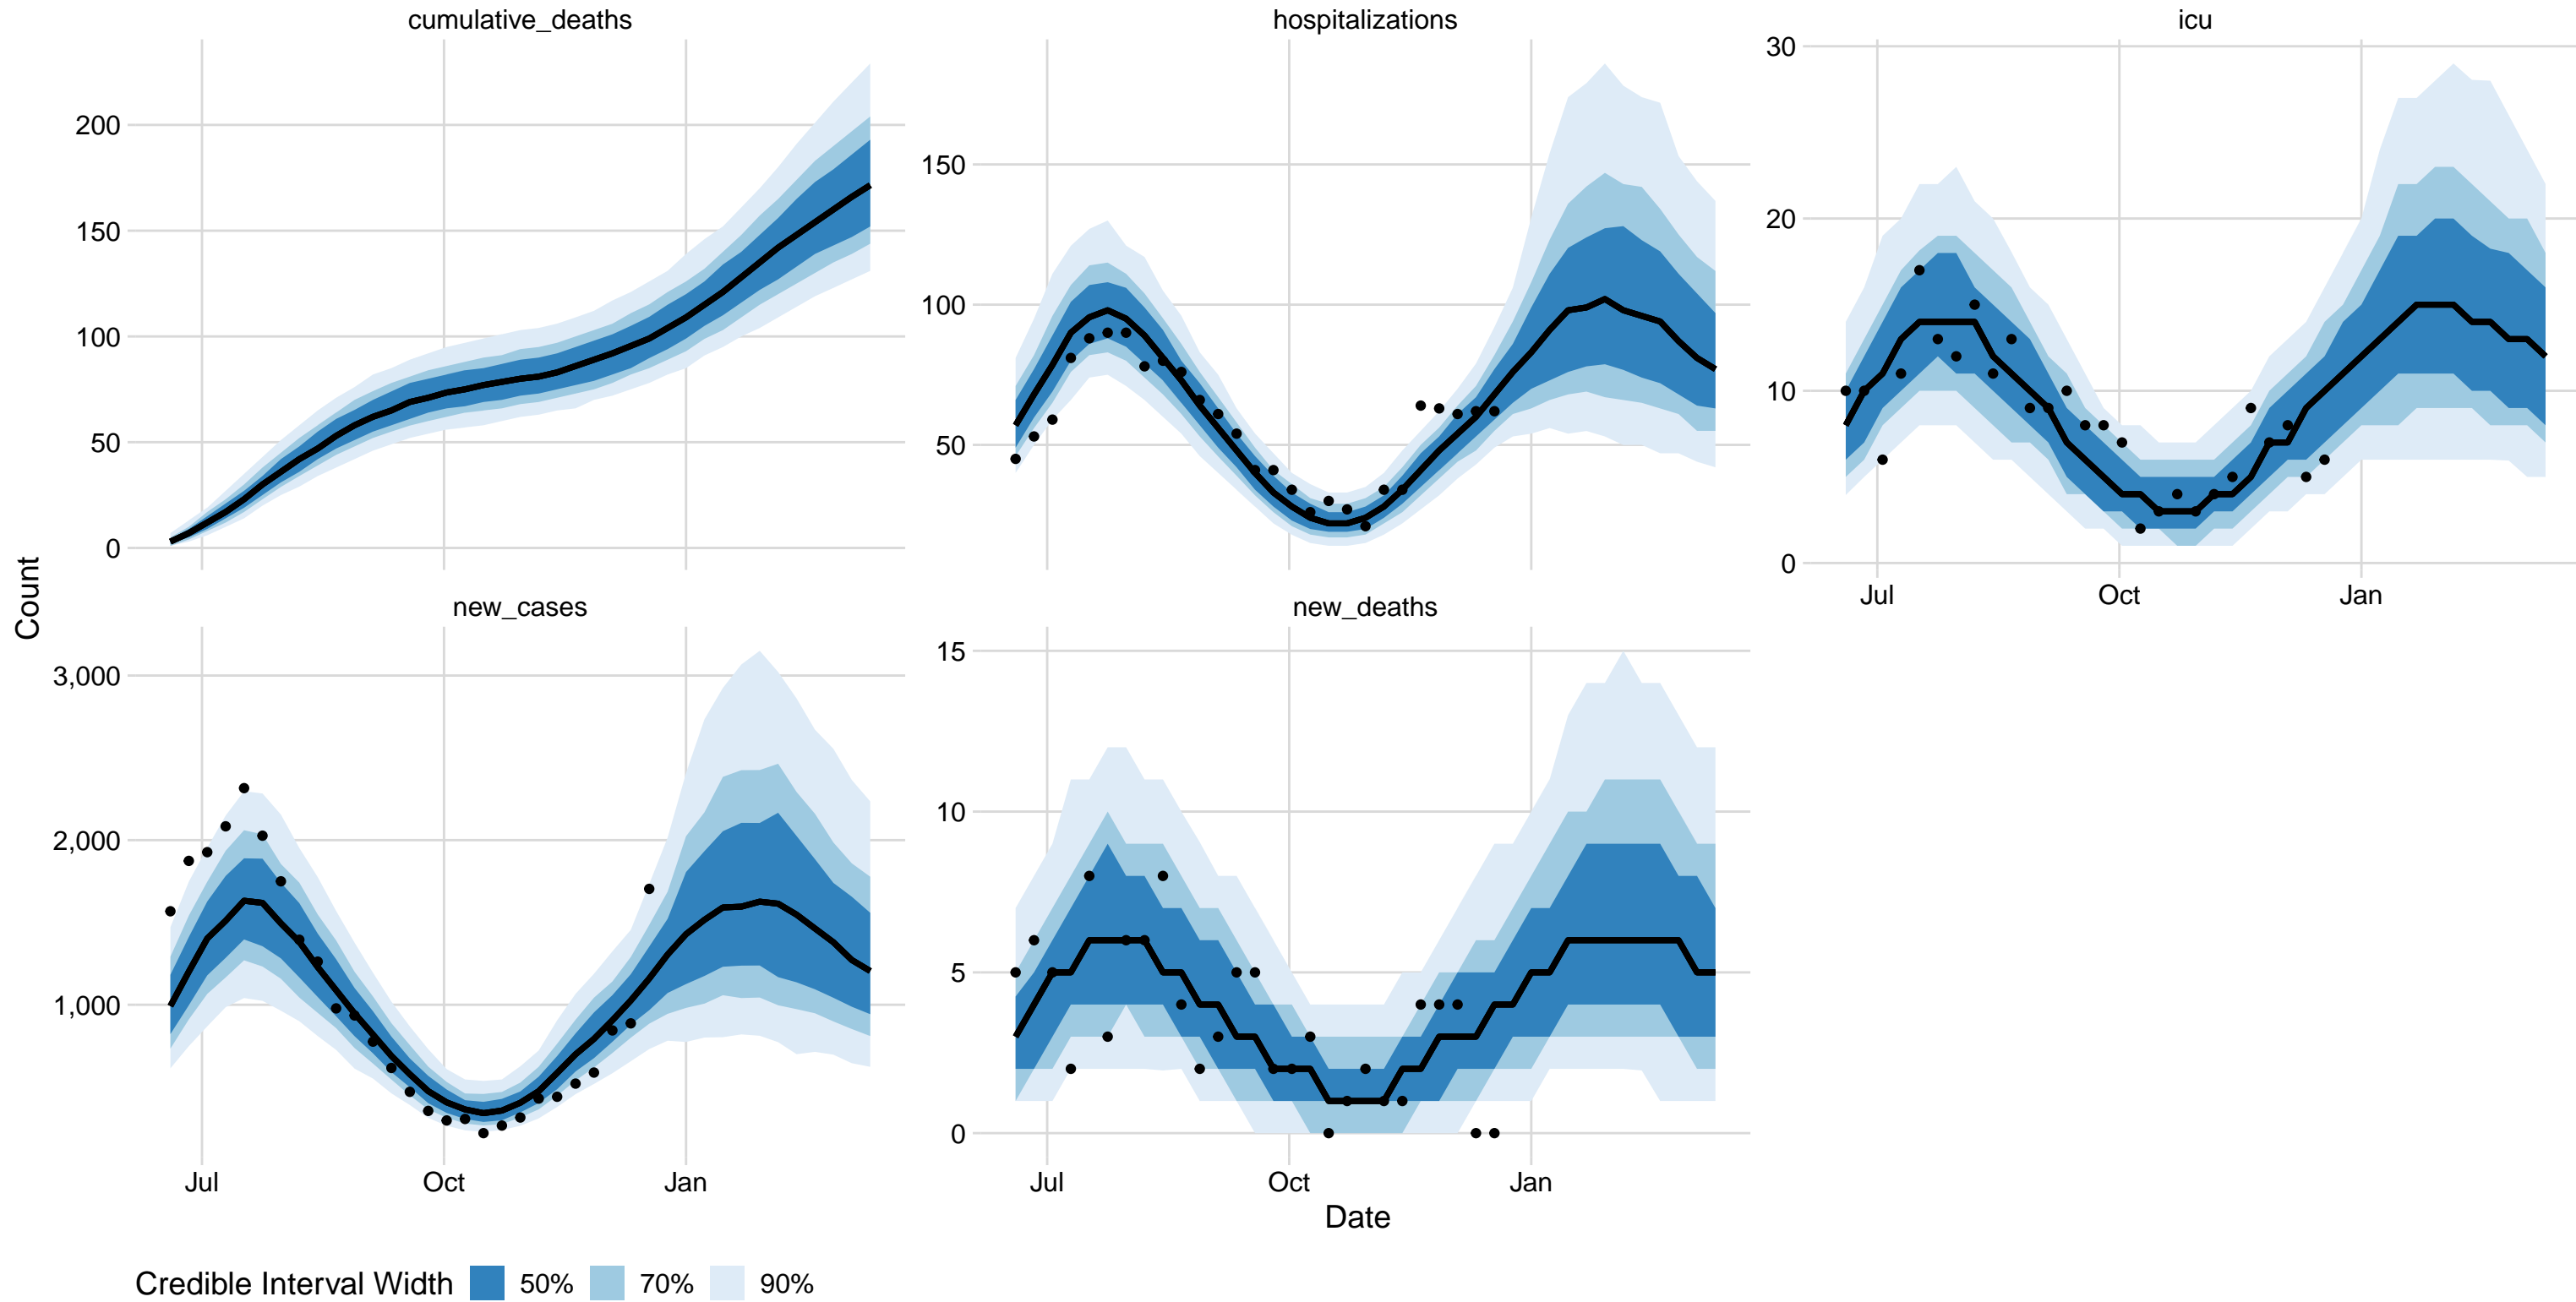 cumulative_deaths
hospitalizations
icu
200
150
100
50
0
150
100
50
30
20
10
0
Jul Oct Jan
Count
new_cases
new_deaths
3,000
2,000
1,000
15
10
5
0
Jul Oct Jan
Jul Oct Jan
Date
Credible Interval Width 50% 70% 90%